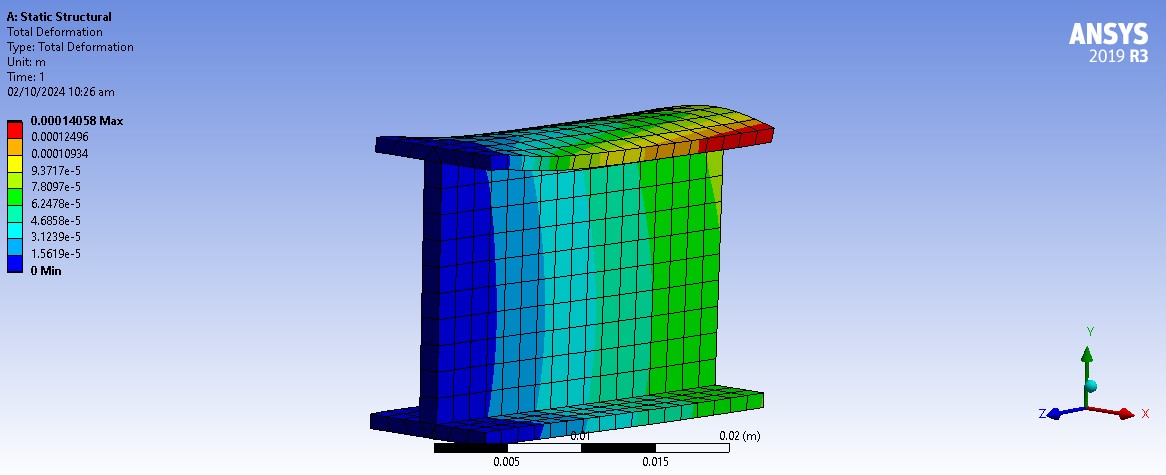 A: Static Structural
Total Deformation
Type: Total Deformation
Unit: m
Time: 1
02/10/2024 10:26 am
ANSYS
2019 R3
0.00014058 Max
0.00012496
0.00010934
9.3717e-5
7.8097e-5
6.2478e-5
4.6858e-5
3.1239e-5
1.5619e-5
0 Min
Y
Z
X
0.01
0.02 (m)
0.005
0.015